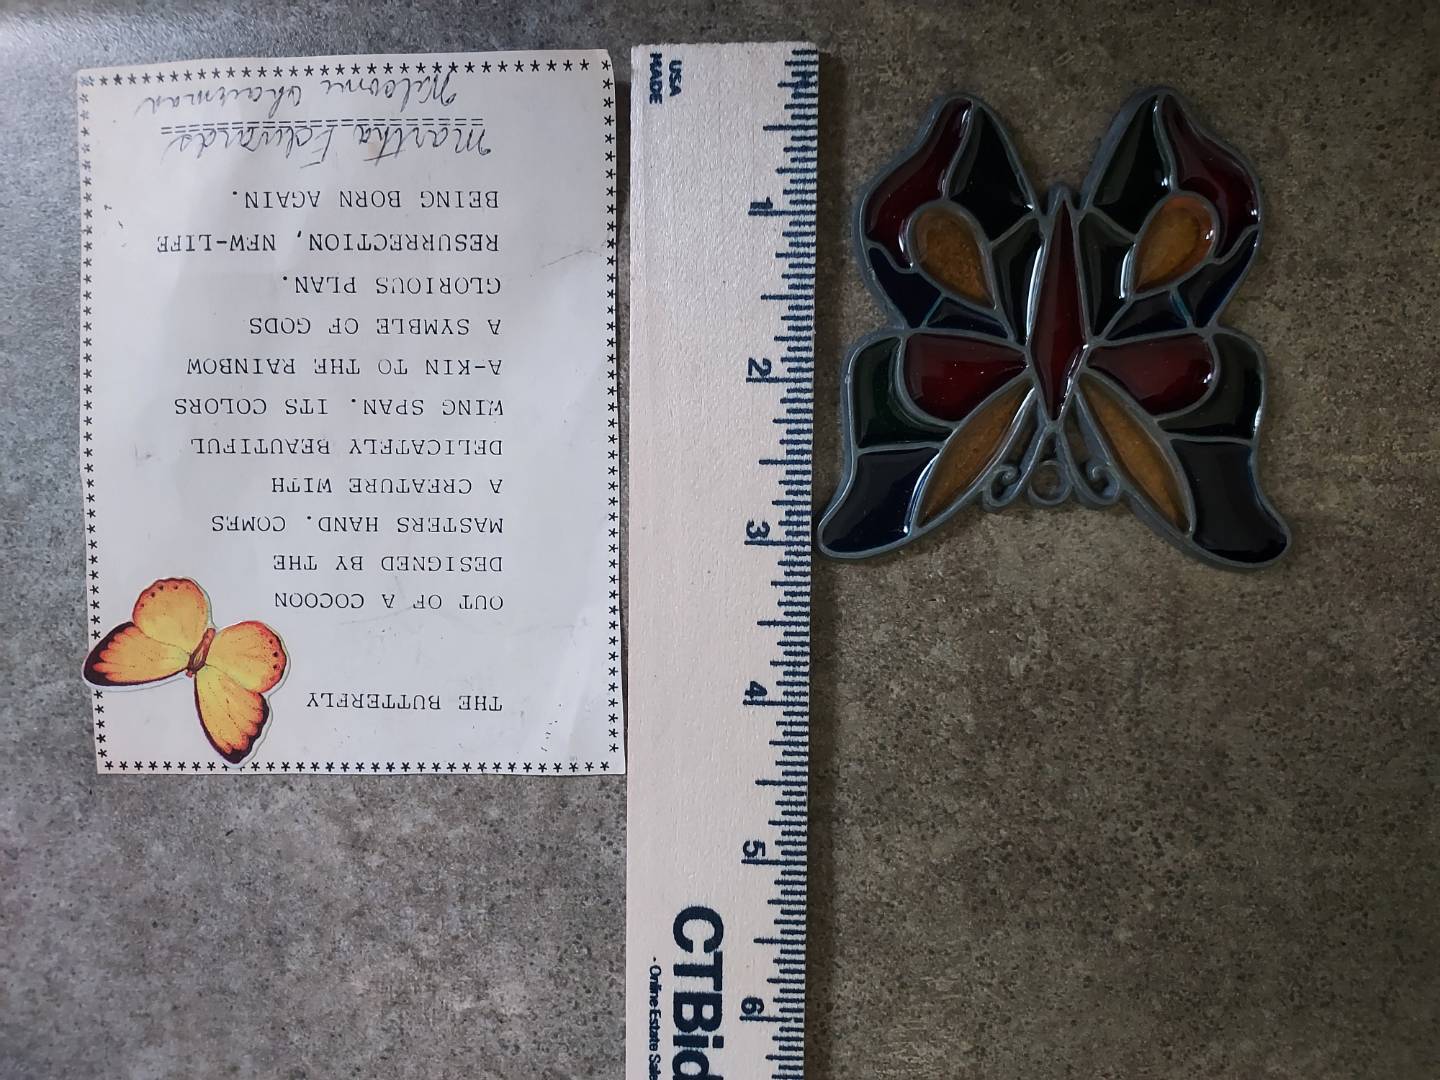 THE BUTTERFLY
OUT OF A COCOON
DESIGNED BY THE
MASTERS HAND. COMES
A CREATURE WITH
DELICATELY BEAUTIFUL
WING SPAN. ITS COLORS
A-KIN TO THE RAINBOW
A SYMBLE OF GODS
GLORIOUS PLAN.
RESURRECTION, NEW-LIFE
BEING BORN AGAIN.
Martha Edwards
Welcome Chairman
MADE
USA
1
2
3
4
5
6
CTBid
- Online Estate Sale